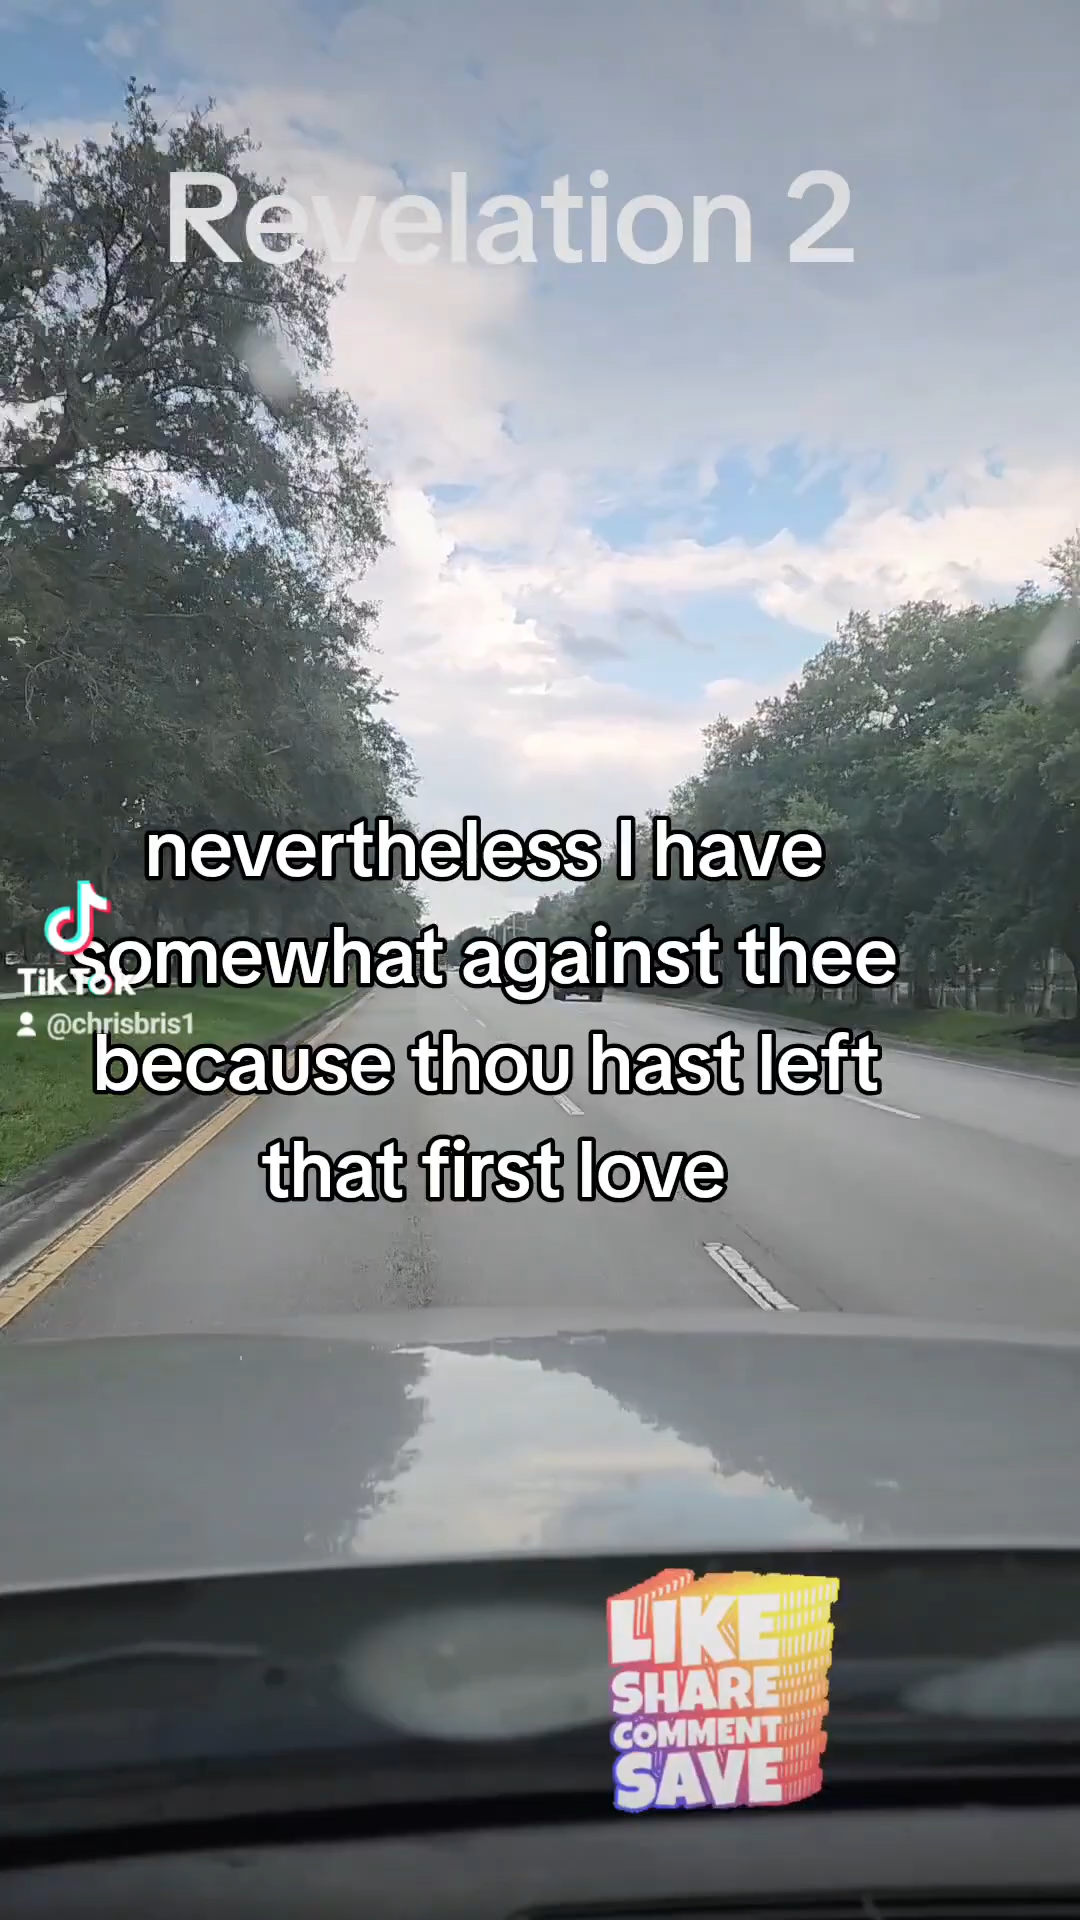 Revelation 2
nevertheless I have
somewhat against thee
because thou hast left
that first love
TikTok
@chrisbris1
LIKE
SHARE
COMMENT
SAVE